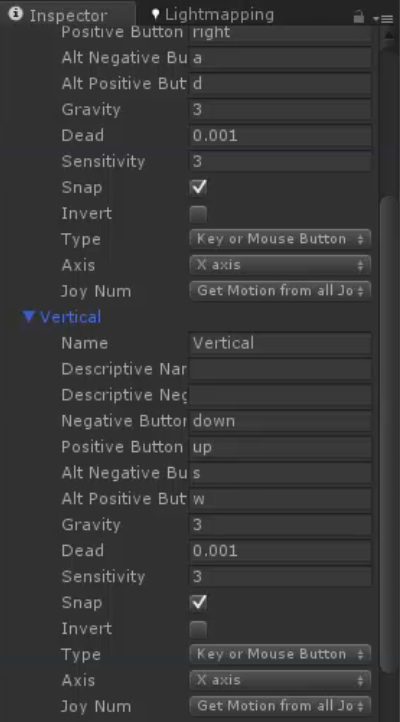 Inspector Lightmapping
Positive Button right
Alt Negative Bu a
Alt Positive But d
Gravity 3
Dead 0.001
Sensitivity 3
Snap
Invert
Type Key or Mouse Button
Axis X axis
Joy Num Get Motion from all Jo
Vertical
Name Vertical
Descriptive Nar
Descriptive Neg
Negative Button down
Positive Button up
Alt Negative Bu s
Alt Positive But w
Gravity 3
Dead 0.001
Sensitivity 3
Snap
Invert
Type Key or Mouse Button
Axis X axis
Joy Num Get Motion from all Jo